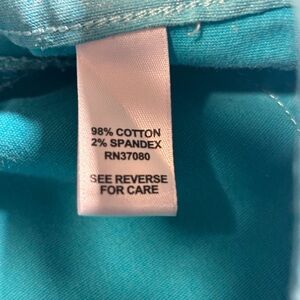 98% COTTON
2% SPANDEX
RN37080
SEE REVERSE
FOR CARE